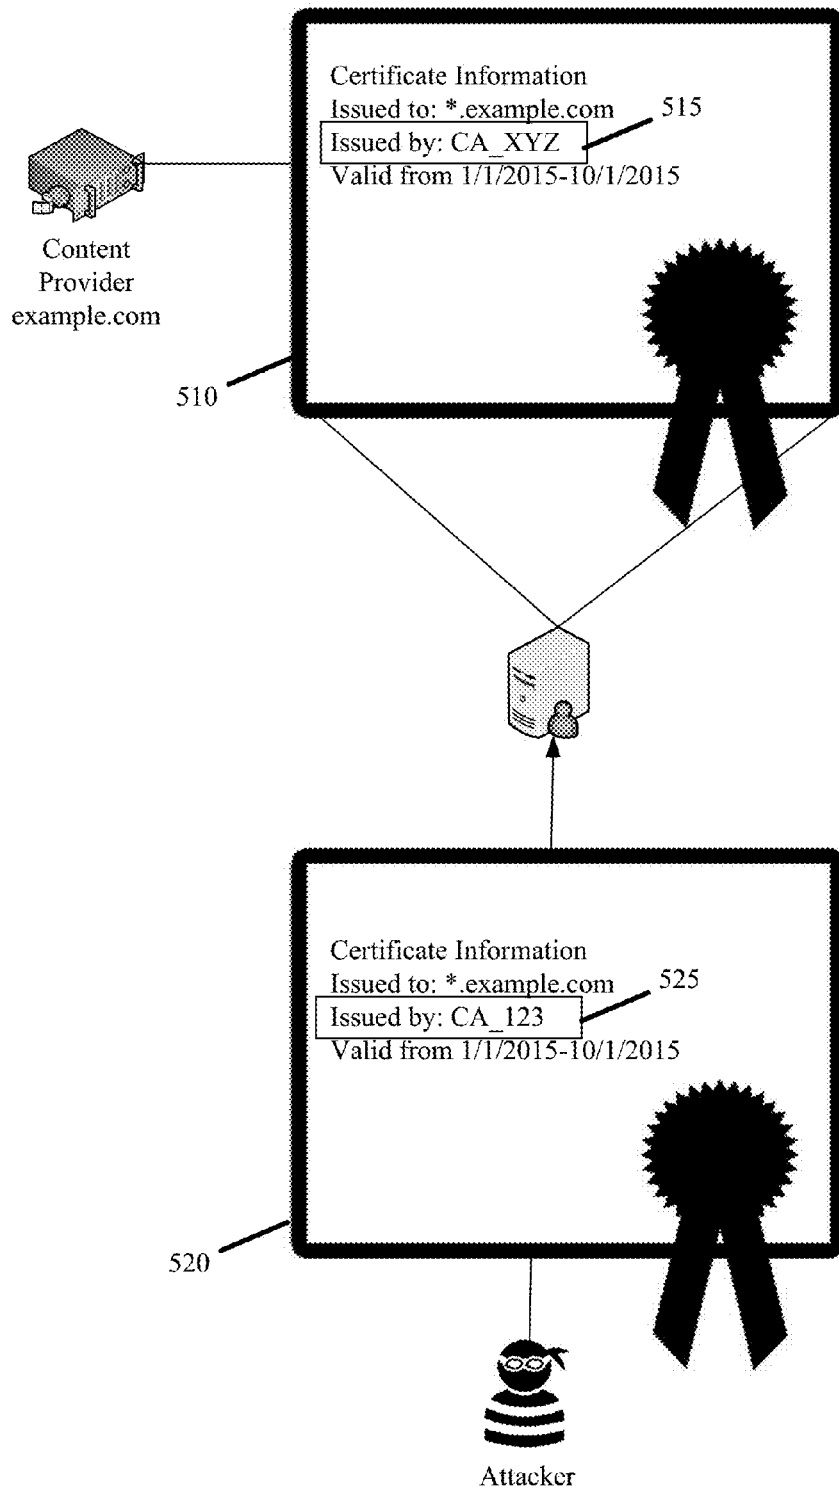 Certificate Information
Issued to: *.example.com
515
Issued by: CA_XYZ
Valid from 1/1/2015-10/1/2015
Content
Provider
example.com
510
Certificate Information
Issued to: *.example.com
525
Issued by: CA_123
Valid from 1/1/2015-10/1/2015
520
Attacker